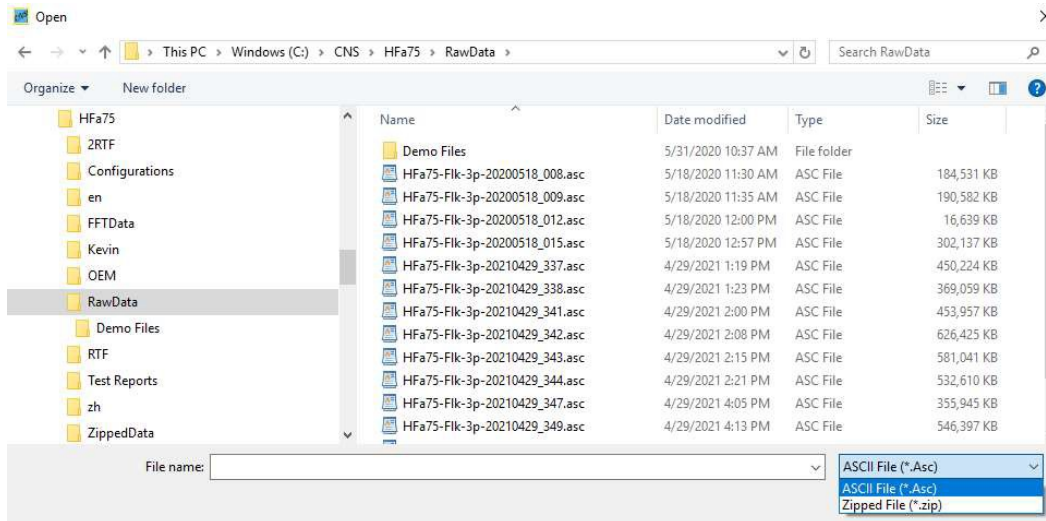 Open
This PC > Windows (C:) > CNS > HFa75 > RawData >
Search RawData
Organize
New folder
HFa75
2RTF
Configurations
en
FFTData
Kevin
OEM
RawData
Demo Files
RTF
Test Reports
zh
ZippedData
Name Date modified Type Size
Demo Files 5/31/2020 10:37 AM File folder
HFa75-Flk-3p-20200518_008.asc 5/18/2020 11:30 AM ASC File 184,531 KB
HFa75-Flk-3p-20200518_009.asc 5/18/2020 11:35 AM ASC File 190,582 KB
HFa75-Flk-3p-20200518_012.asc 5/18/2020 12:00 PM ASC File 16,639 KB
HFa75-Flk-3p-20200518_015.asc 5/18/2020 12:57 PM ASC File 302,137 KB
HFa75-Flk-3p-20210429_337.asc 4/29/2021 1:19 PM ASC File 450,224 KB
HFa75-Flk-3p-20210429_338.asc 4/29/2021 1:23 PM ASC File 369,059 KB
HFa75-Flk-3p-20210429_341.asc 4/29/2021 2:00 PM ASC File 453,957 KB
HFa75-Flk-3p-20210429_342.asc 4/29/2021 2:08 PM ASC File 626,425 KB
HFa75-Flk-3p-20210429_343.asc 4/29/2021 2:15 PM ASC File 581,041 KB
HFa75-Flk-3p-20210429_344.asc 4/29/2021 2:21 PM ASC File 532,610 KB
HFa75-Flk-3p-20210429_347.asc 4/29/2021 4:05 PM ASC File 355,945 KB
HFa75-Flk-3p-20210429_349.asc 4/29/2021 4:13 PM ASC File 546,397 KB
File name:
ASCII File (*.Asc)
ASCII File (*.Asc)
Zipped File (*.zip)